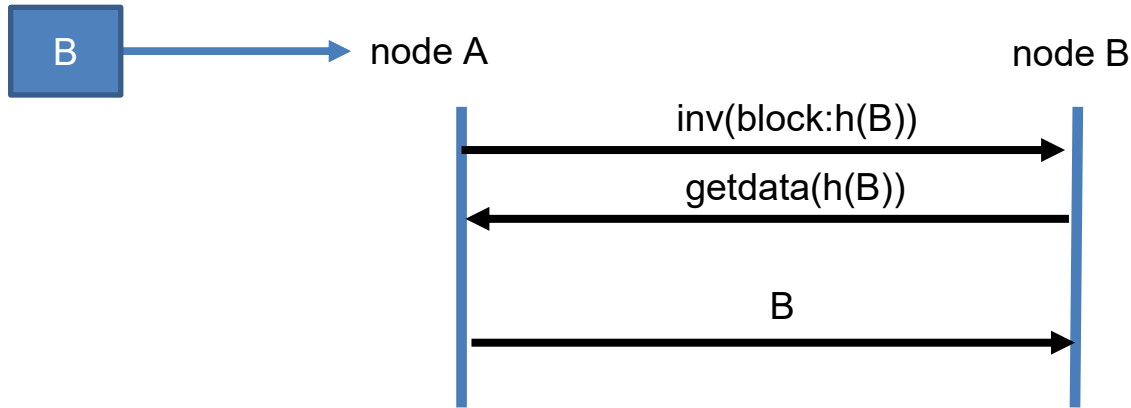 B
node A
node B
inv(block:h(B))
getdata(h(B))
B